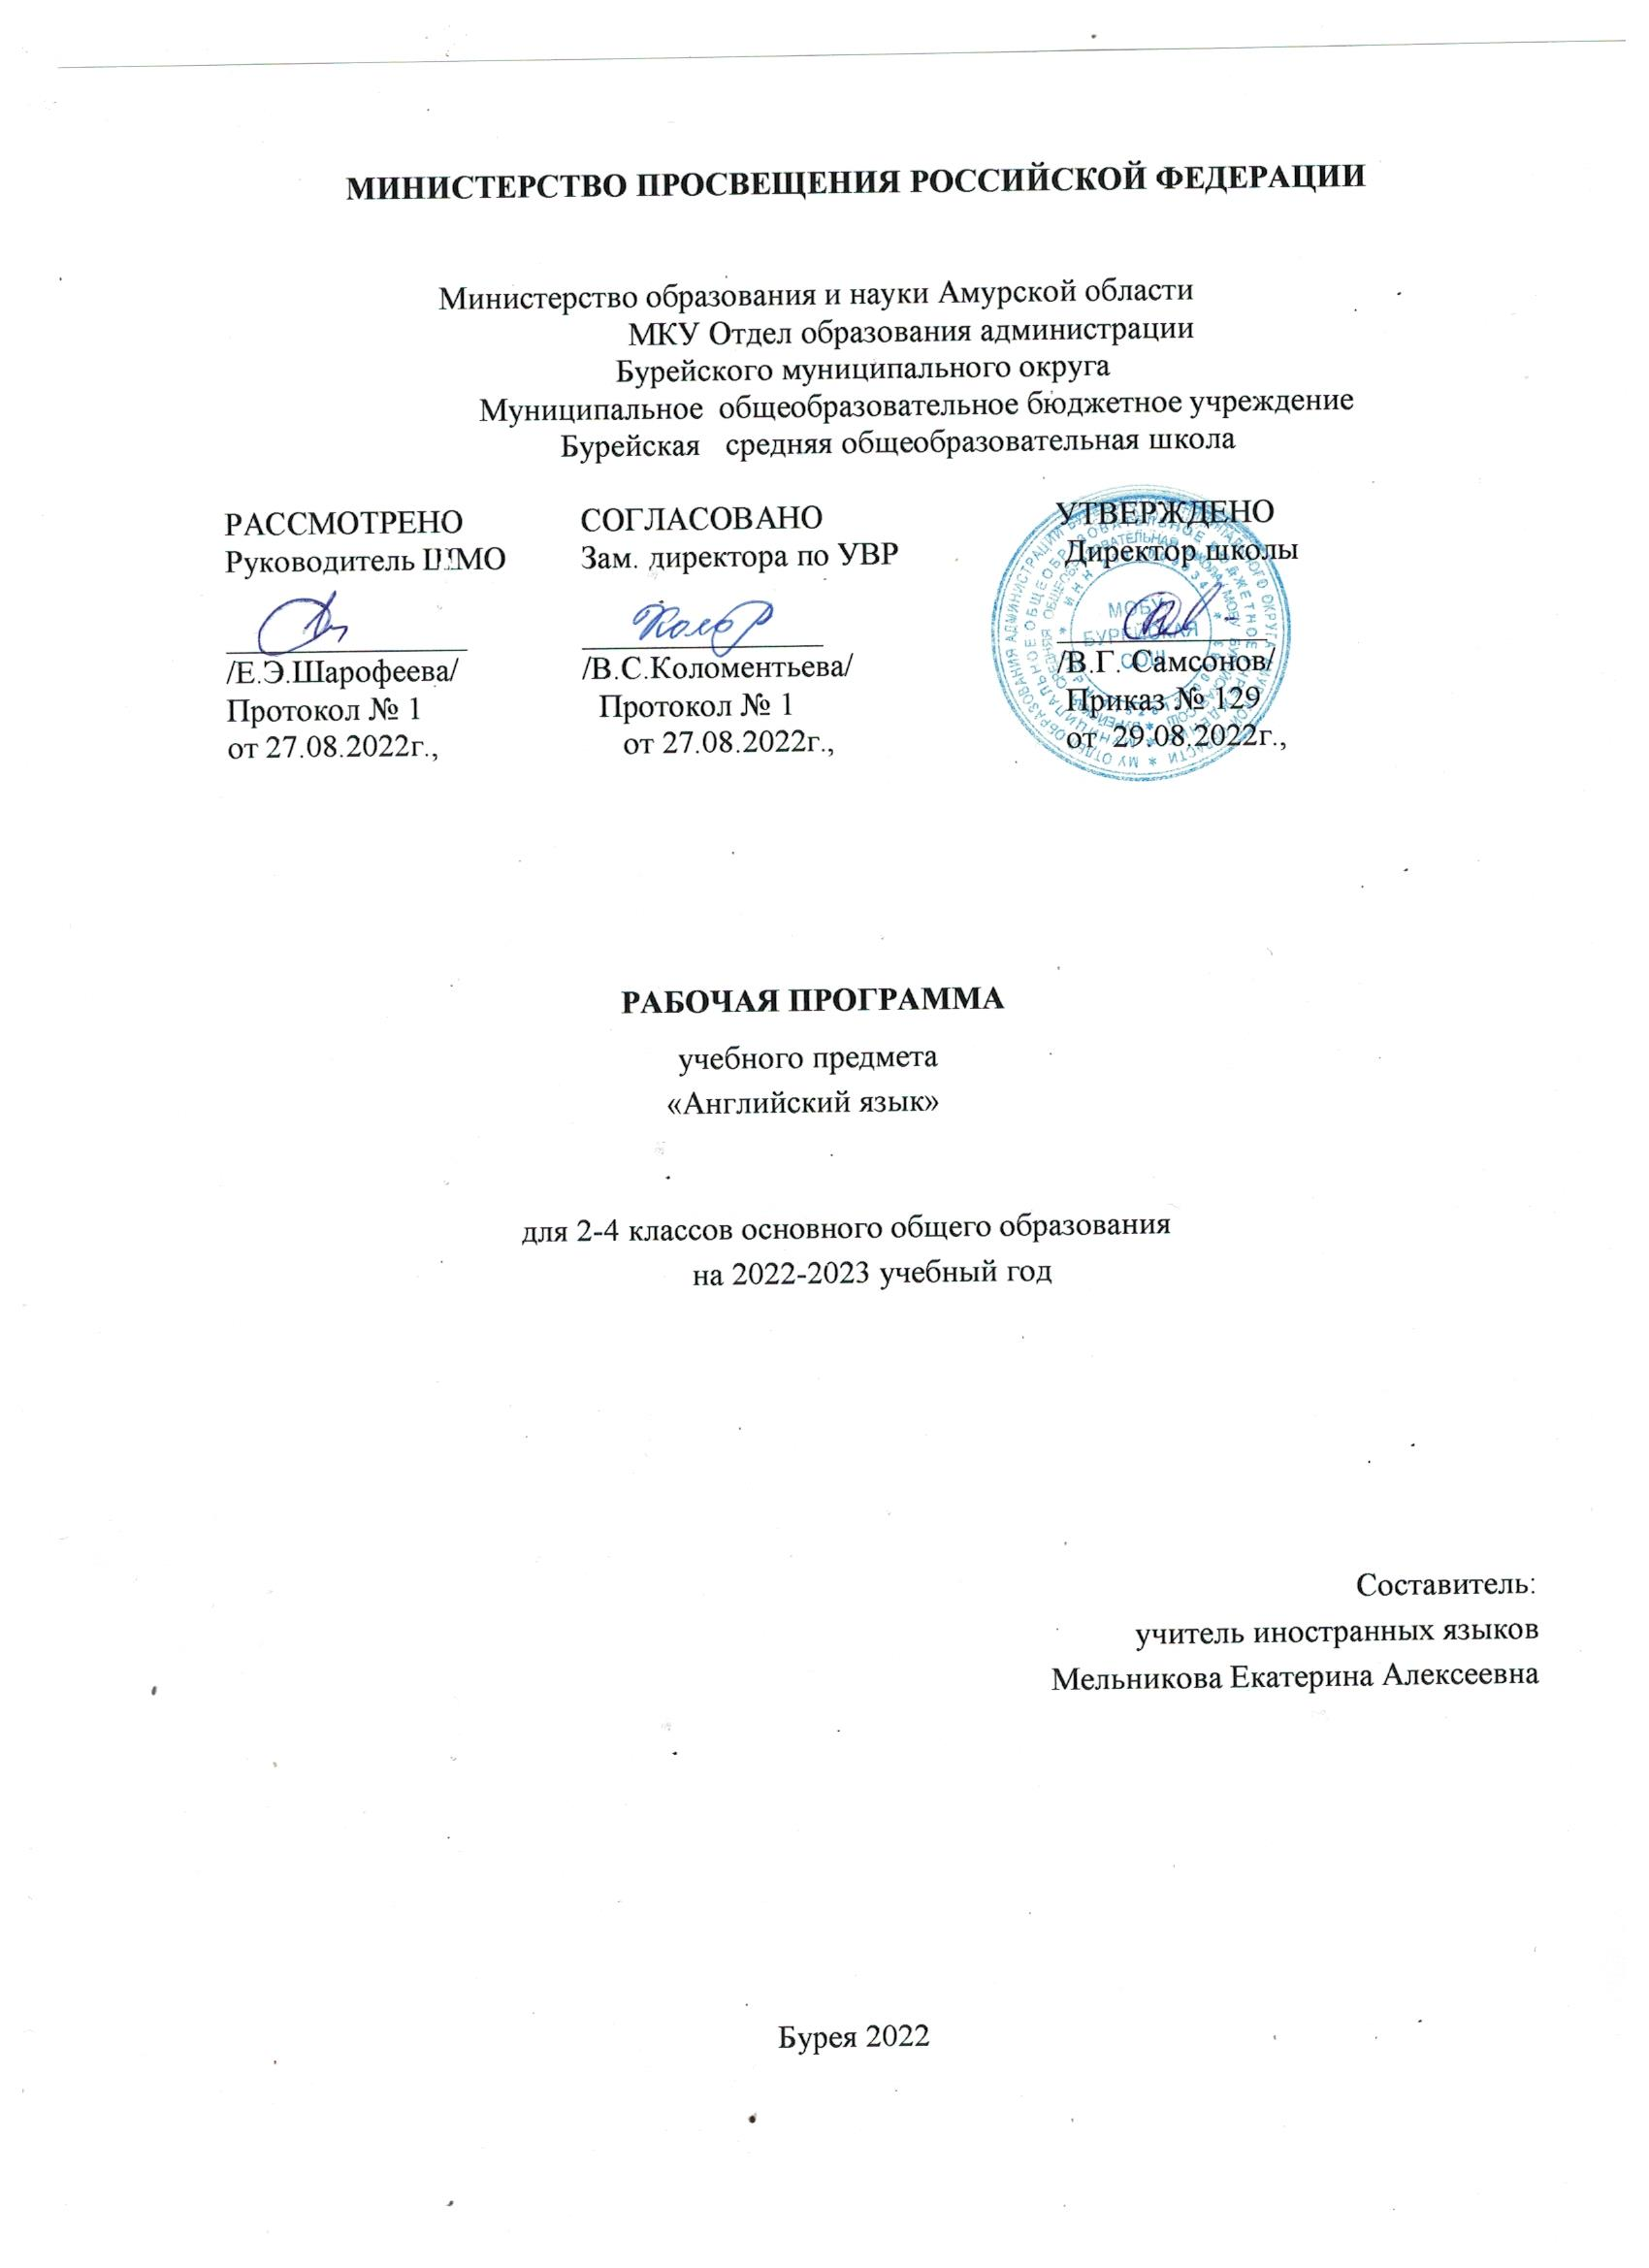 МИНИСТЕРСТВО ПРОСВЕЩЕНИЯ РОССИЙСКОЙ ФЕДЕРАЦИИ
Министерство образования и науки Амурской области
МКУ Отдел образования администрации
Бурейского муниципального округа
Муниципальное общеобразовательное бюджетное учреждение
Бурейская средняя общеобразовательная школа
РАССМОТРЕНО
Руководитель ШМО
/Е.Э.Шарофеева/
Протокол № 1
от 27.08.2022г.,
СОГЛАСОВАНО
Зам. директора по УВР
/В.С.Коломентьева/
Протокол № 1
от 27.08.2022г.,
УТВЕРЖДЕНО
Директор школы
/В.Г. Самсонов/
Приказ № 129
от 29.08.2022г.,
МОБУ
БУРЕЙСКАЯ
СОШ
РАБОЧАЯ ПРОГРАММА
учебного предмета
«Английский язык»
для 2-4 классов основного общего образования
на 2022-2023 учебный год
Составитель:
учитель иностранных языков
Мельникова Екатерина Алексеевна
Бурея 2022